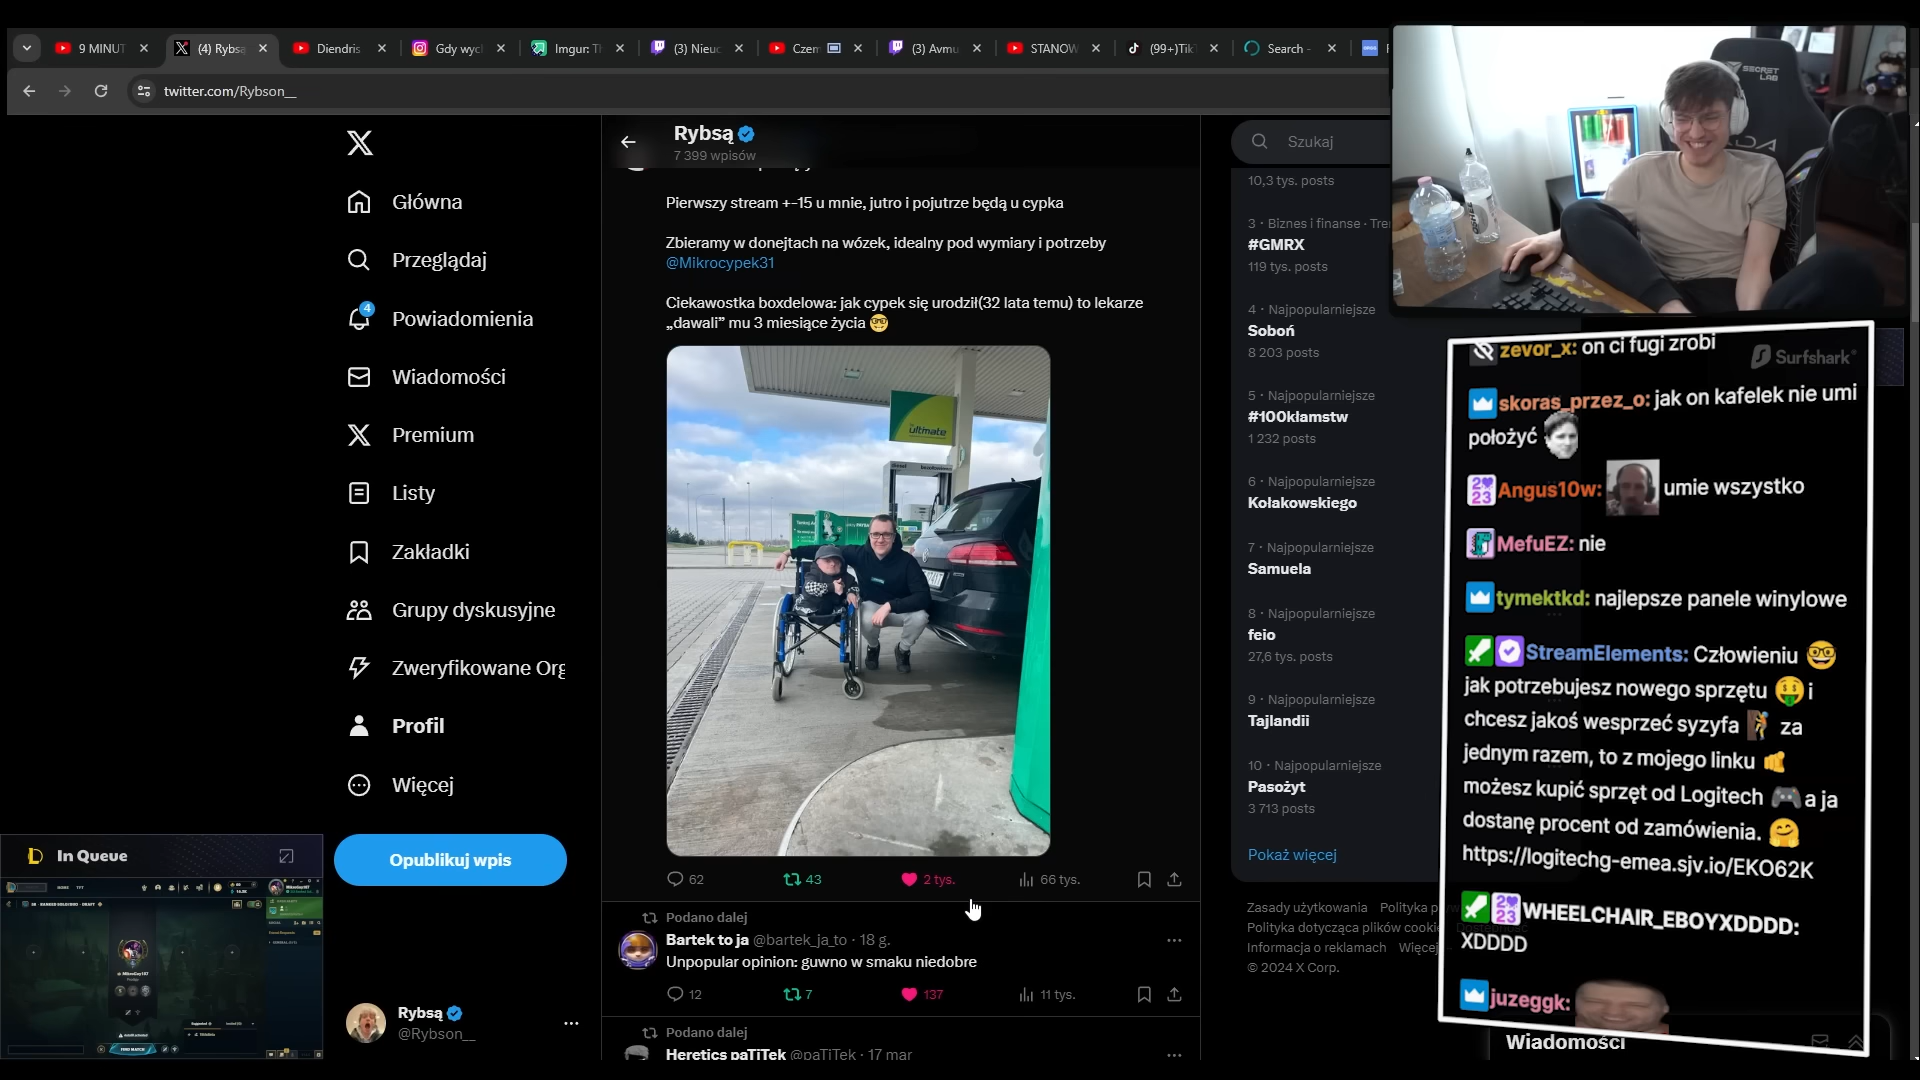 9 MINUT
(4) Rybsą
Diendris
Gdy wyc
Imgur: Th
(3) Nieuc
Czem
(3) Avmu
STANOW
(99+)Tik
Search -
twitter.com/Rybson__
Rybsą
7 399 wpisów
Główna
Przeglądaj
4
Powiadomienia
Wiadomości
Premium
Listy
Zakładki
Grupy dyskusyjne
Zweryfikowane Org
Profil
Więcej
Opublikuj wpis
Rybsą
@Rybson__
In Queue
FIND MATCH
Pierwszy stream +-15 u mnie, jutro i pojutrze będą u cypka
Zbieramy w donejtach na wózek, idealny pod wymiary i potrzeby
@Mikrocypek31
Ciekawostka boxdelowa: jak cypek się urodził(32 lata temu) to lekarze
„dawali” mu 3 miesiące życia 🤓
ultimate
62 43 2 tys. 66 tys.
Podano dalej
Bartek to ja @bartek_ja_to · 18 g.
Unpopular opinion: guwno w smaku niedobre
12 7 137 11 tys.
Podano dalej
Heretics paTiTek @paTiTek · 17 mar
Szukaj
10,3 tys. posts
3 · Biznes i finanse · Tre
#GMRX
119 tys. posts
4 · Najpopularniejsze
Soboń
8 203 posts
5 · Najpopularniejsze
#100kłamstw
1 232 posts
6 · Najpopularniejsze
Kołakowskiego
7 · Najpopularniejsze
Samuela
8 · Najpopularniejsze
feio
27,6 tys. posts
9 · Najpopularniejsze
Tajlandii
10 · Najpopularniejsze
Pasożyt
3 713 posts
Pokaż więcej
Zasady użytkowania Polityka pr
Polityka dotycząca plików cookie
Informacja o reklamach Więcej
© 2024 X Corp.
SECRET
LAB
Surfshark
zevor_x: on ci fugi zrobi
skoras_przez_o: jak on kafelek nie umi
położyć
Angus10w: umie wszystko
MefuEZ: nie
tymektkd: najlepsze panele winylowe
StreamElements: Człowieniu 🤓
jak potrzebujesz nowego sprzętu 🤑 i
chcesz jakoś wesprzeć syzyfa 🧗 za
jednym razem, to z mojego linku 🫵
możesz kupić sprzęt od Logitech 🎮 a ja
dostanę procent od zamówienia. 🤗
https://logitechg-emea.sjv.io/EKO62K
WHEELCHAIR_EBOYXDDDD:
XDDDD
juzeggk:
Wiadomości